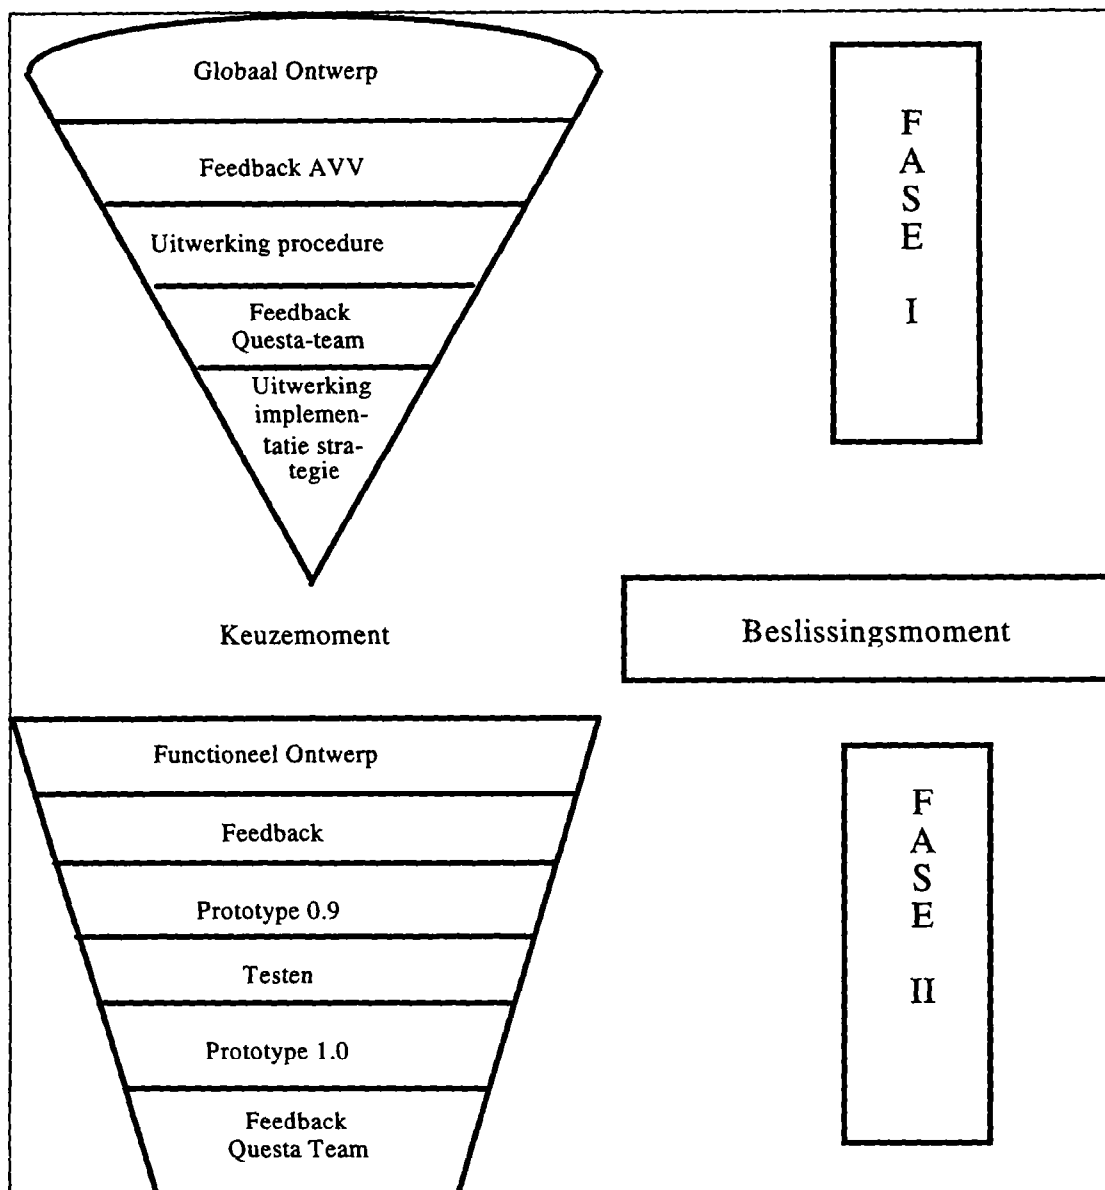 Globaal Ontwerp
Feedback AVV
Uitwerking procedure
Feedback
Questa-team
Uitwerking
implemen-
tatie stra-
tegie
F
A
S
E
I
Keuzemoment
Beslissingsmoment
Functioneel Ontwerp
Feedback
Prototype 0.9
Testen
Prototype 1.0
Feedback
Questa Team
F
A
S
E
II